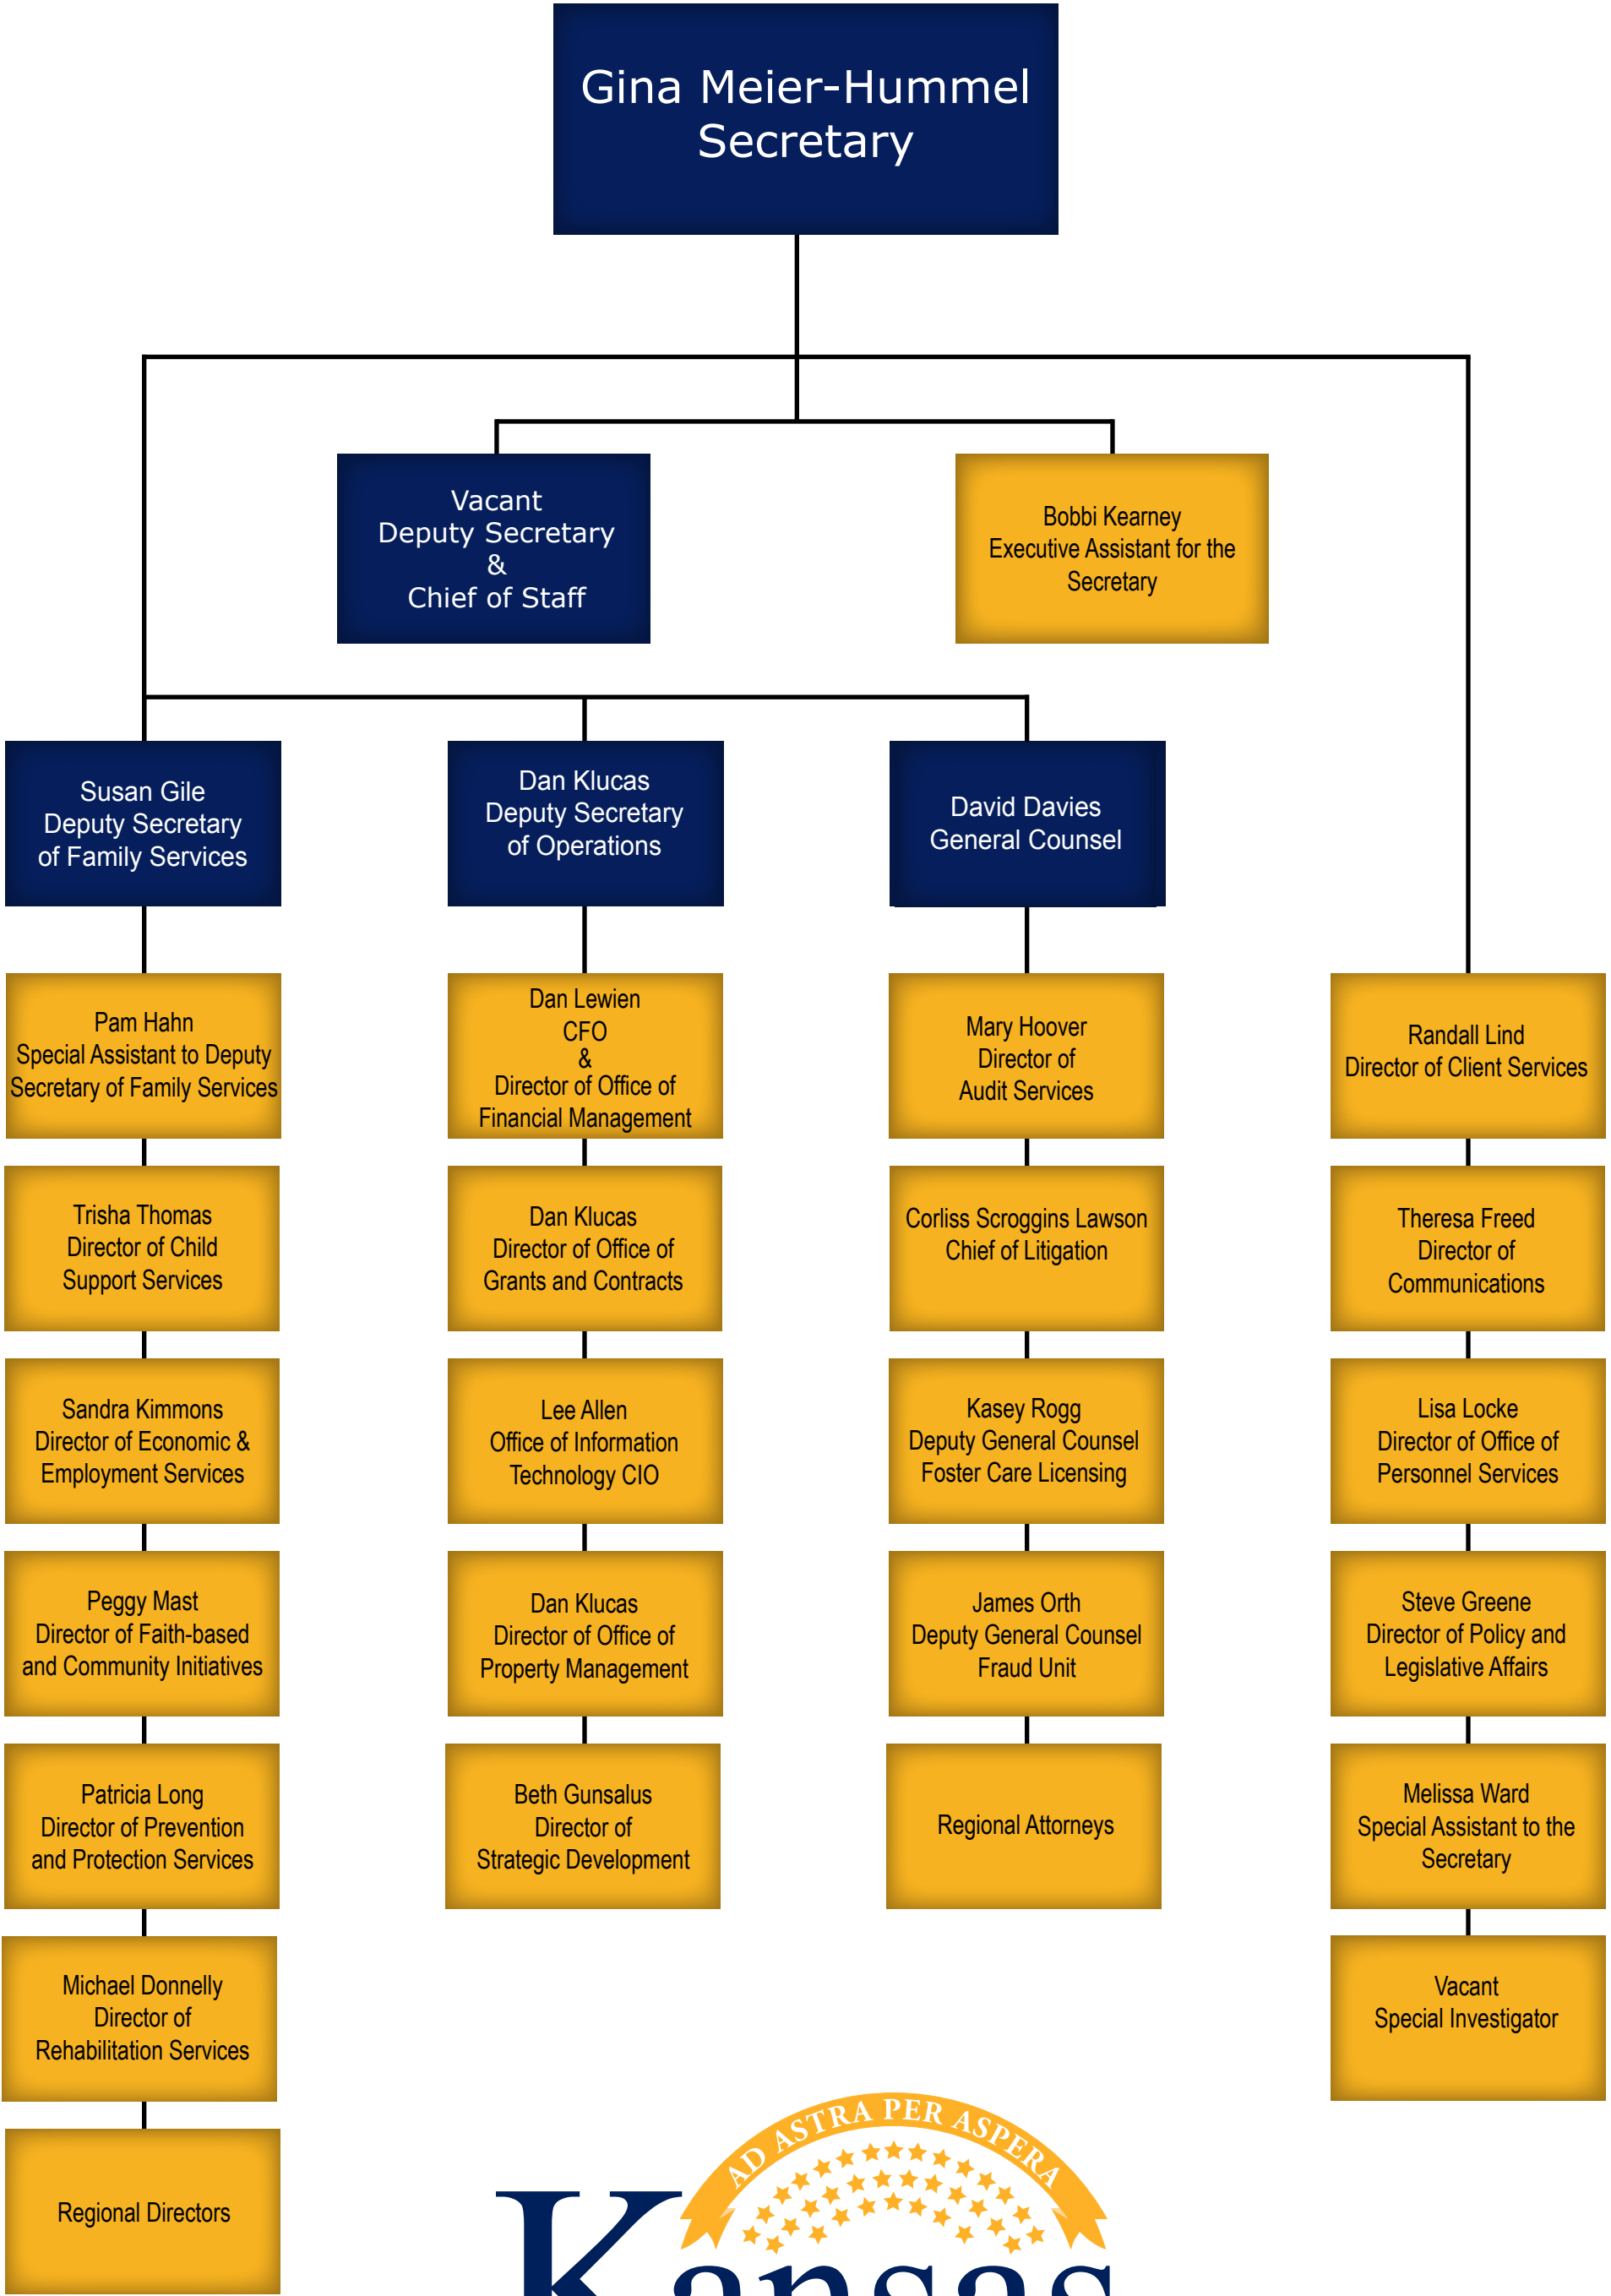 Gina Meier-Hummel
Secretary
Vacant
Deputy Secretary
&
Chief of Staff
Bobbi Kearney
Executive Assistant for the
Secretary
Susan Gile
Deputy Secretary
of Family Services
Dan Klucas
Deputy Secretary
of Operations
David Davies
General Counsel
Pam Hahn
Special Assistant to Deputy
Secretary of Family Services
Trisha Thomas
Director of Child
Support Services
Sandra Kimmons
Director of Economic &
Employment Services
Peggy Mast
Director of Faith-based
and Community Initiatives
Patricia Long
Director of Prevention
and Protection Services
Michael Donnelly
Director of
Rehabilitation Services
Regional Directors
Dan Lewien
CFO
&
Director of Office of
Financial Management
Dan Klucas
Director of Office of
Grants and Contracts
Lee Allen
Office of Information
Technology CIO
Dan Klucas
Director of Office of
Property Management
Beth Gunsalus
Director of
Strategic Development
Mary Hoover
Director of
Audit Services
Corliss Scroggins Lawson
Chief of Litigation
Kasey Rogg
Deputy General Counsel
Foster Care Licensing
James Orth
Deputy General Counsel
Fraud Unit
Regional Attorneys
Randall Lind
Director of Client Services
Theresa Freed
Director of
Communications
Lisa Locke
Director of Office of
Personnel Services
Steve Greene
Director of Policy and
Legislative Affairs
Melissa Ward
Special Assistant to the
Secretary
Vacant
Special Investigator
AD ASTRA PER ASPERA
Kansas